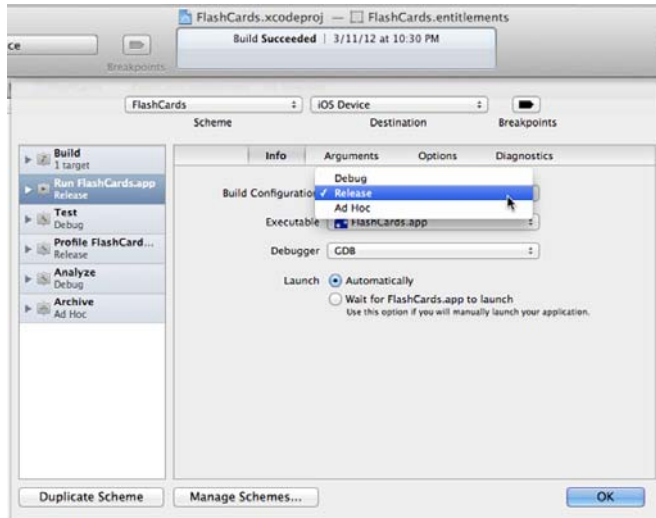 FlashCards.xcodeproj — FlashCards.entitlements
Build Succeeded | 3/11/12 at 10:30 PM
ce
Breakpoints
FlashCards iOS Device
Scheme Destination Breakpoints
Build
1 target
Run FlashCards.app
Release
Test
Debug
Profile FlashCard...
Release
Analyze
Debug
Archive
Ad Hoc
Info Arguments Options Diagnostics
Debug
Build Configuration ✓ Release
Ad Hoc
Executable FlashCards.app
Debugger GDB
Launch Automatically
Wait for FlashCards.app to launch
Use this option if you will manually launch your application.
Duplicate Scheme Manage Schemes... OK